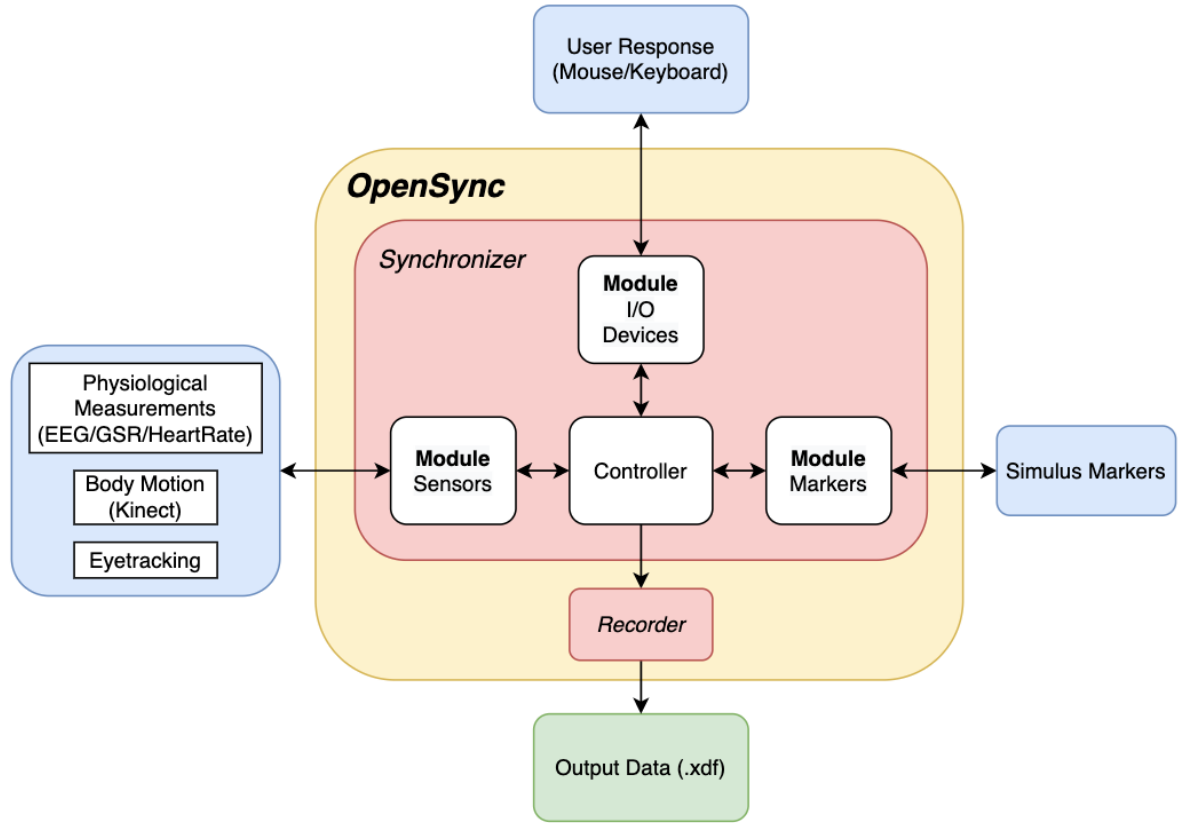 User Response
(Mouse/Keyboard)
OpenSync
Synchronizer
Module
I/O
Devices
Physiological
Measurements
(EEG/GSR/HeartRate)
Body Motion
(Kinect)
Eyetracking
Module
Sensors
Controller
Module
Markers
Simulus Markers
Recorder
Output Data (.xdf)